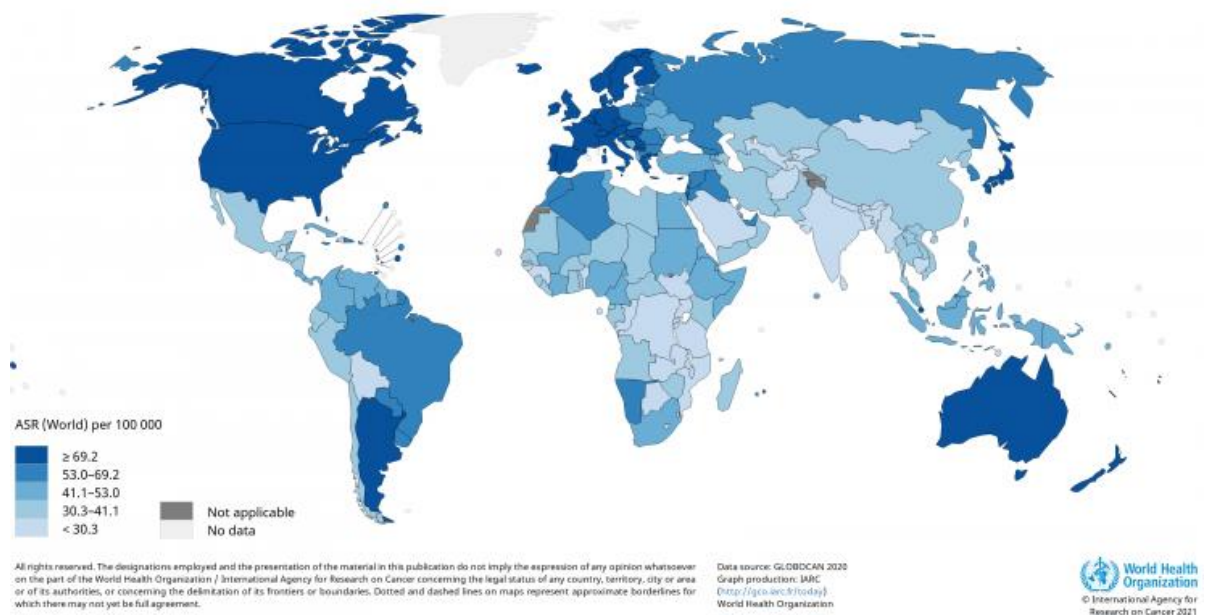 ASR (World) per 100 000
≥ 69.2
53.0–69.2
41.1–53.0
30.3–41.1
< 30.3
Not applicable
No data
All rights reserved. The designations employed and the presentation of the material in this publication do not imply the expression of any opinion whatsoever
on the part of the World Health Organization / International Agency for Research on Cancer concerning the legal status of any country, territory, city or area
or of its authorities, or concerning the delimitation of its frontiers or boundaries. Dotted and dashed lines on maps represent approximate borderlines for
which there may not yet be full agreement.
Data source: GLOBOCAN 2020
Graph production: IARC
(http://gco.iarc.fr/today)
World Health Organization
World Health
Organization
© International Agency for
Research on Cancer 2021